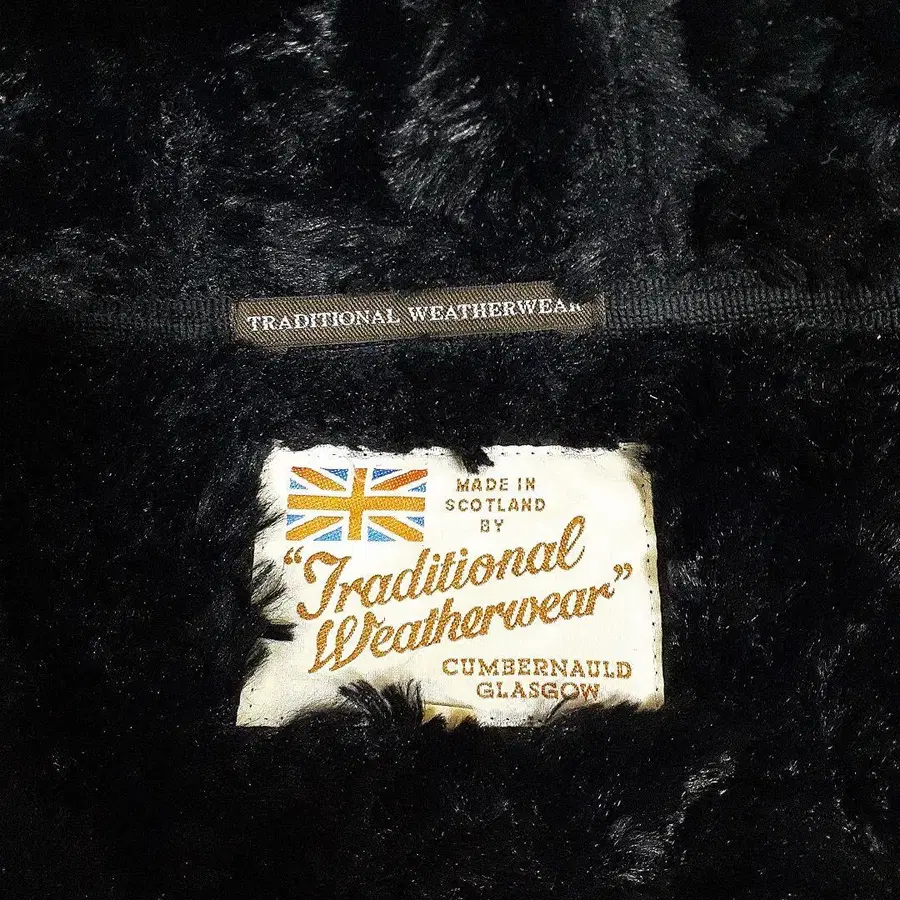 TRADITIONAL WEATHERWEAR
MADE IN
SCOTLAND
BY
"Traditional
Weatherwear"
CUMBERNAULD
GLASGOW